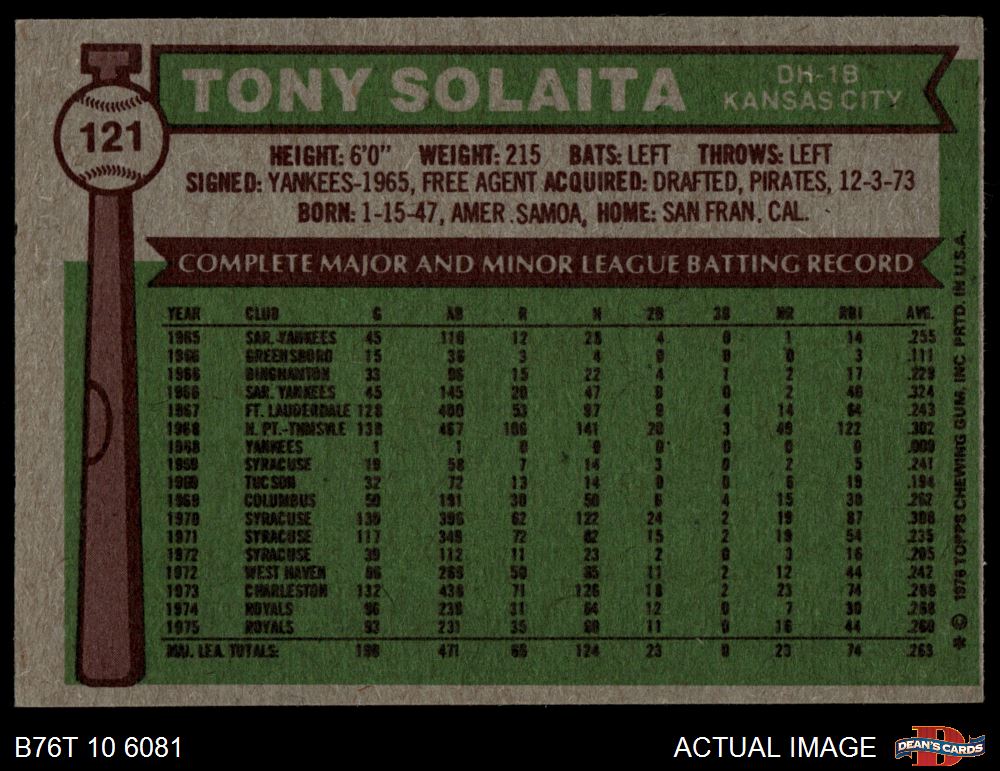 121
TONY SOLAITA
DH-1B
KANSAS CITY
HEIGHT: 6'0" WEIGHT: 215 BATS: LEFT THROWS: LEFT
SIGNED: YANKEES-1965, FREE AGENT ACQUIRED: DRAFTED, PIRATES, 12-3-73
BORN: 1-15-47, AMER. SAMOA, HOME: SAN FRAN. CAL.
COMPLETE MAJOR AND MINOR LEAGUE BATTING RECORD
YEAR CLUB G AB R H 2B 3B HR RBI AVG.
1965 SAR. YANKEES 45 110 12 28 4 0 1 14 .255
1966 GREENSBORO 15 36 3 4 0 0 0 3 .111
1966 BINGHAMTON 33 96 15 22 4 1 2 17 .229
1966 SAR. YANKEES 45 145 20 47 8 0 2 40 .324
1967 FT. LAUDERDALE 128 400 53 97 9 4 14 64 .243
1968 H. PT.-THMSVLE 138 467 106 141 20 3 49 122 .302
1968 YANKEES 1 1 0 0 0 0 0 0 .000
1969 SYRACUSE 19 58 7 14 3 0 2 5 .241
1969 TUCSON 32 72 13 14 0 0 6 19 .194
1969 COLUMBUS 50 191 30 50 6 4 15 38 .262
1970 SYRACUSE 139 396 62 122 24 2 19 87 .308
1971 SYRACUSE 117 349 72 82 15 2 19 54 .235
1972 SYRACUSE 39 112 11 23 2 0 3 16 .205
1972 WEST HAVEN 86 269 50 65 11 2 12 44 .242
1973 CHARLESTON 132 438 71 126 18 2 23 74 .288
1974 ROYALS 96 239 31 64 12 0 7 30 .268
1975 ROYALS 93 231 35 60 11 0 16 44 .260
MAJ. LEA. TOTALS: 190 471 66 124 23 0 23 74 .263
* © 1976 TOPPS CHEWING GUM, INC. PRTD. IN U.S.A.
B76T 10 6081
ACTUAL IMAGE
DEAN'S CARDS